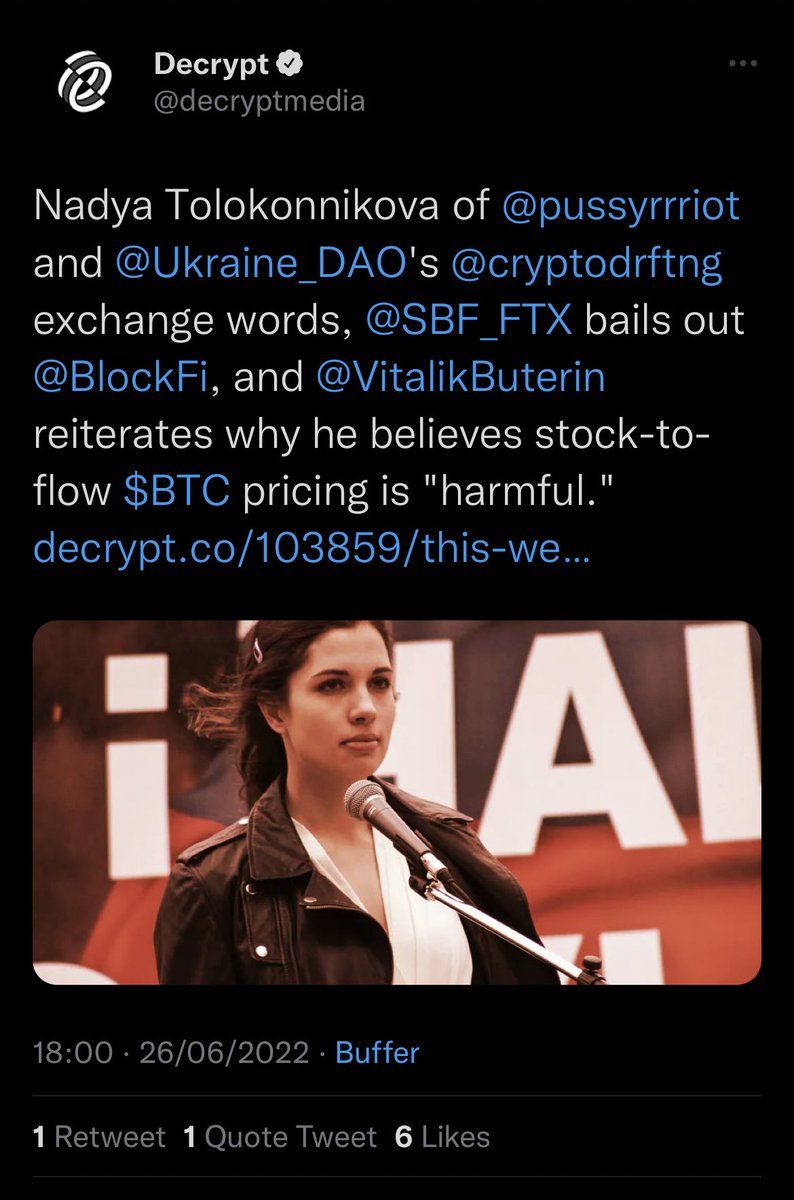 Decrypt
@decryptmedia
Nadya Tolokonnikova of @pussyrrriot
and @Ukraine_DAO's @cryptodrftng
exchange words, @SBF_FTX bails out
@BlockFi, and @VitalikButerin
reiterates why he believes stock-to-
flow $BTC pricing is "harmful."
decrypt.co/103859/this-we...
i HAI
18:00 · 26/06/2022 · Buffer
1 Retweet 1 Quote Tweet 6 Likes